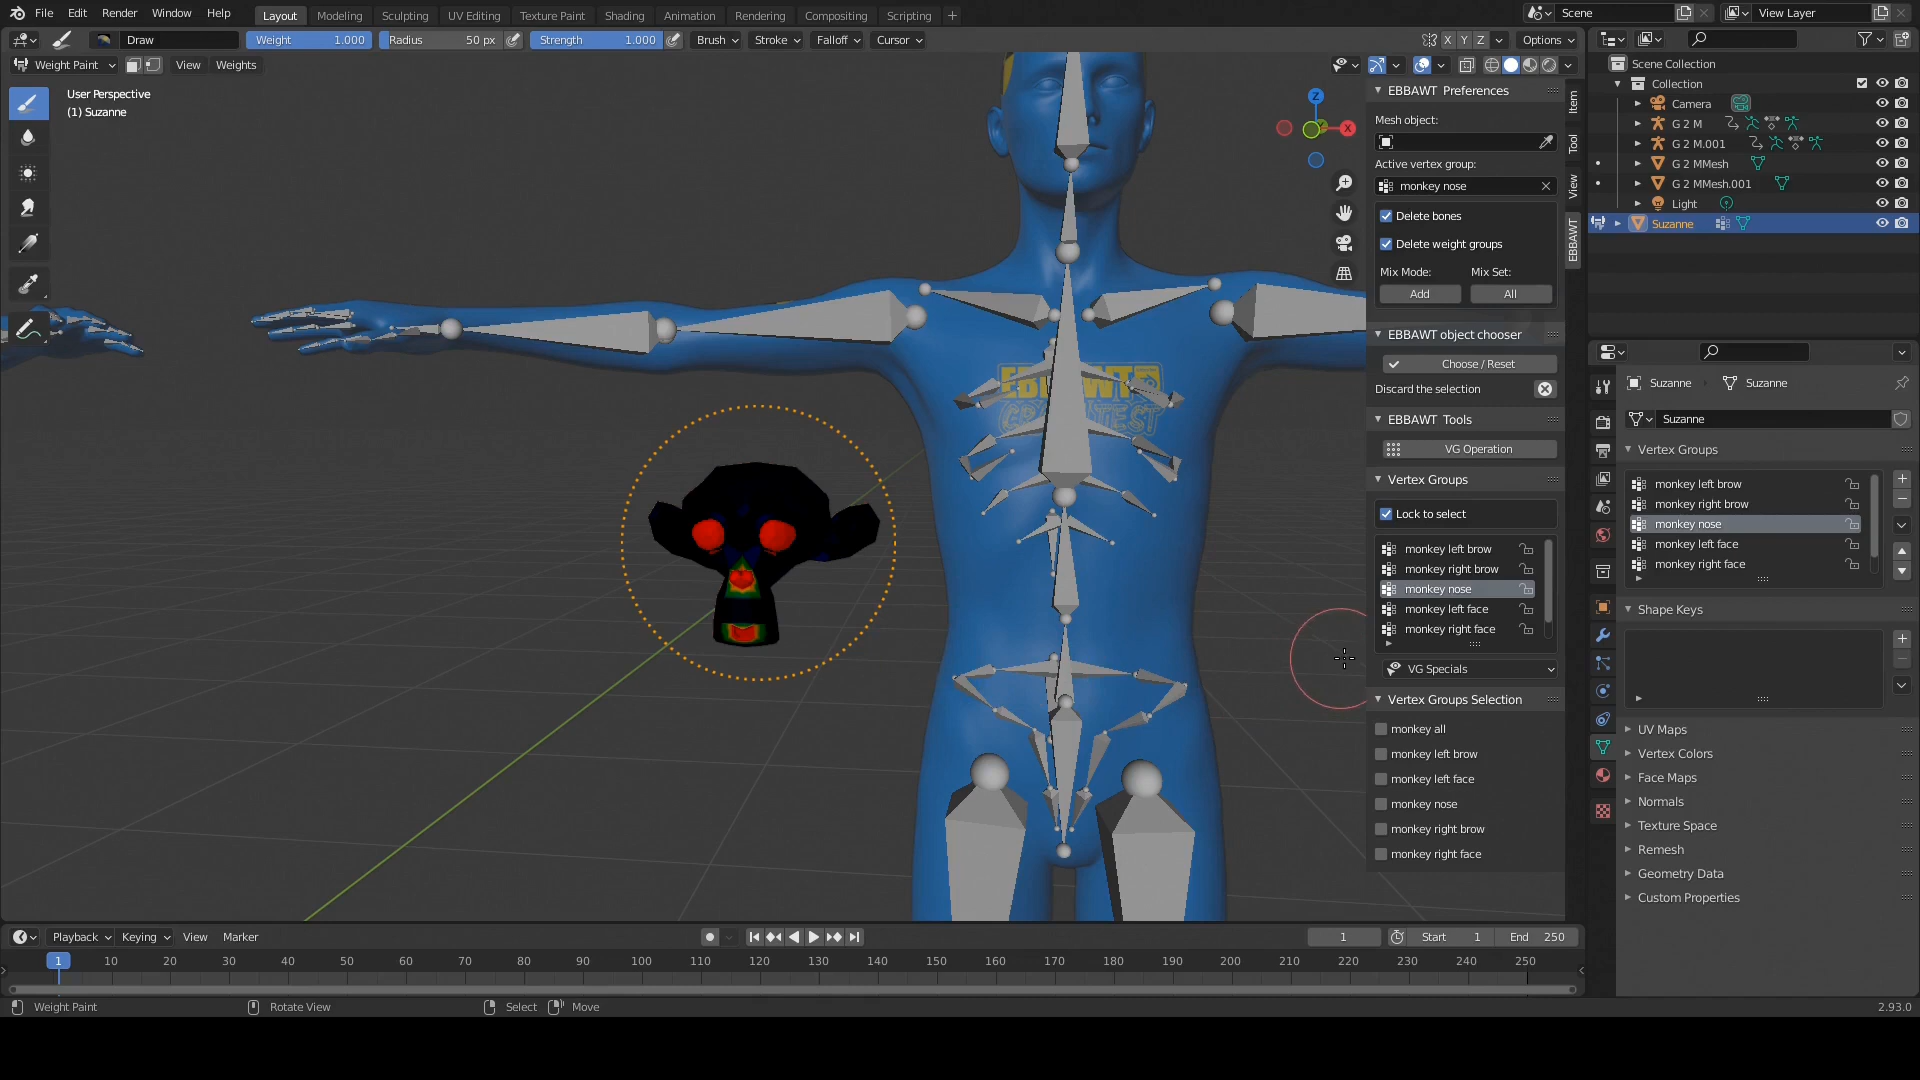 File Edit Render Window Help Layout Modeling Sculpting UV Editing Texture Paint Shading Animation Rendering Compositing Scripting + Scene View Layer
Draw Weight 1.000 Radius 50 px Strength 1.000 Brush Stroke Falloff Cursor X Y Z Options
Weight Paint View Weights
User Perspective
(1) Suzanne
Z
X
EBBAWT
EBBAWT Preferences
Mesh object:
Active vertex group:
monkey nose
Delete bones
Delete weight groups
Mix Mode: Mix Set:
Add All
EBBAWT object chooser
Choose / Reset
Discard the selection
EBBAWT Tools
VG Operation
Vertex Groups
Lock to select
monkey left brow
monkey right brow
monkey nose
monkey left face
monkey right face
VG Specials
Vertex Groups Selection
monkey all
monkey left brow
monkey left face
monkey nose
monkey right brow
monkey right face
Item
Tool
View
EBBAWT
Scene Collection
Collection
Camera
G 2 M
G 2 M.001
G 2 MMesh
G 2 MMesh.001
Light
Suzanne
Suzanne Suzanne
Suzanne
Vertex Groups
monkey left brow
monkey right brow
monkey nose
monkey left face
monkey right face
Shape Keys
UV Maps
Vertex Colors
Face Maps
Normals
Texture Space
Remesh
Geometry Data
Custom Properties
Playback Keying View Marker 1 Start 1 End 250
1 10 20 30 40 50 60 70 80 90 100 110 120 130 140 150 160 170 180 190 200 210 220 230 240 250
Weight Paint Rotate View Select Move 2.93.0